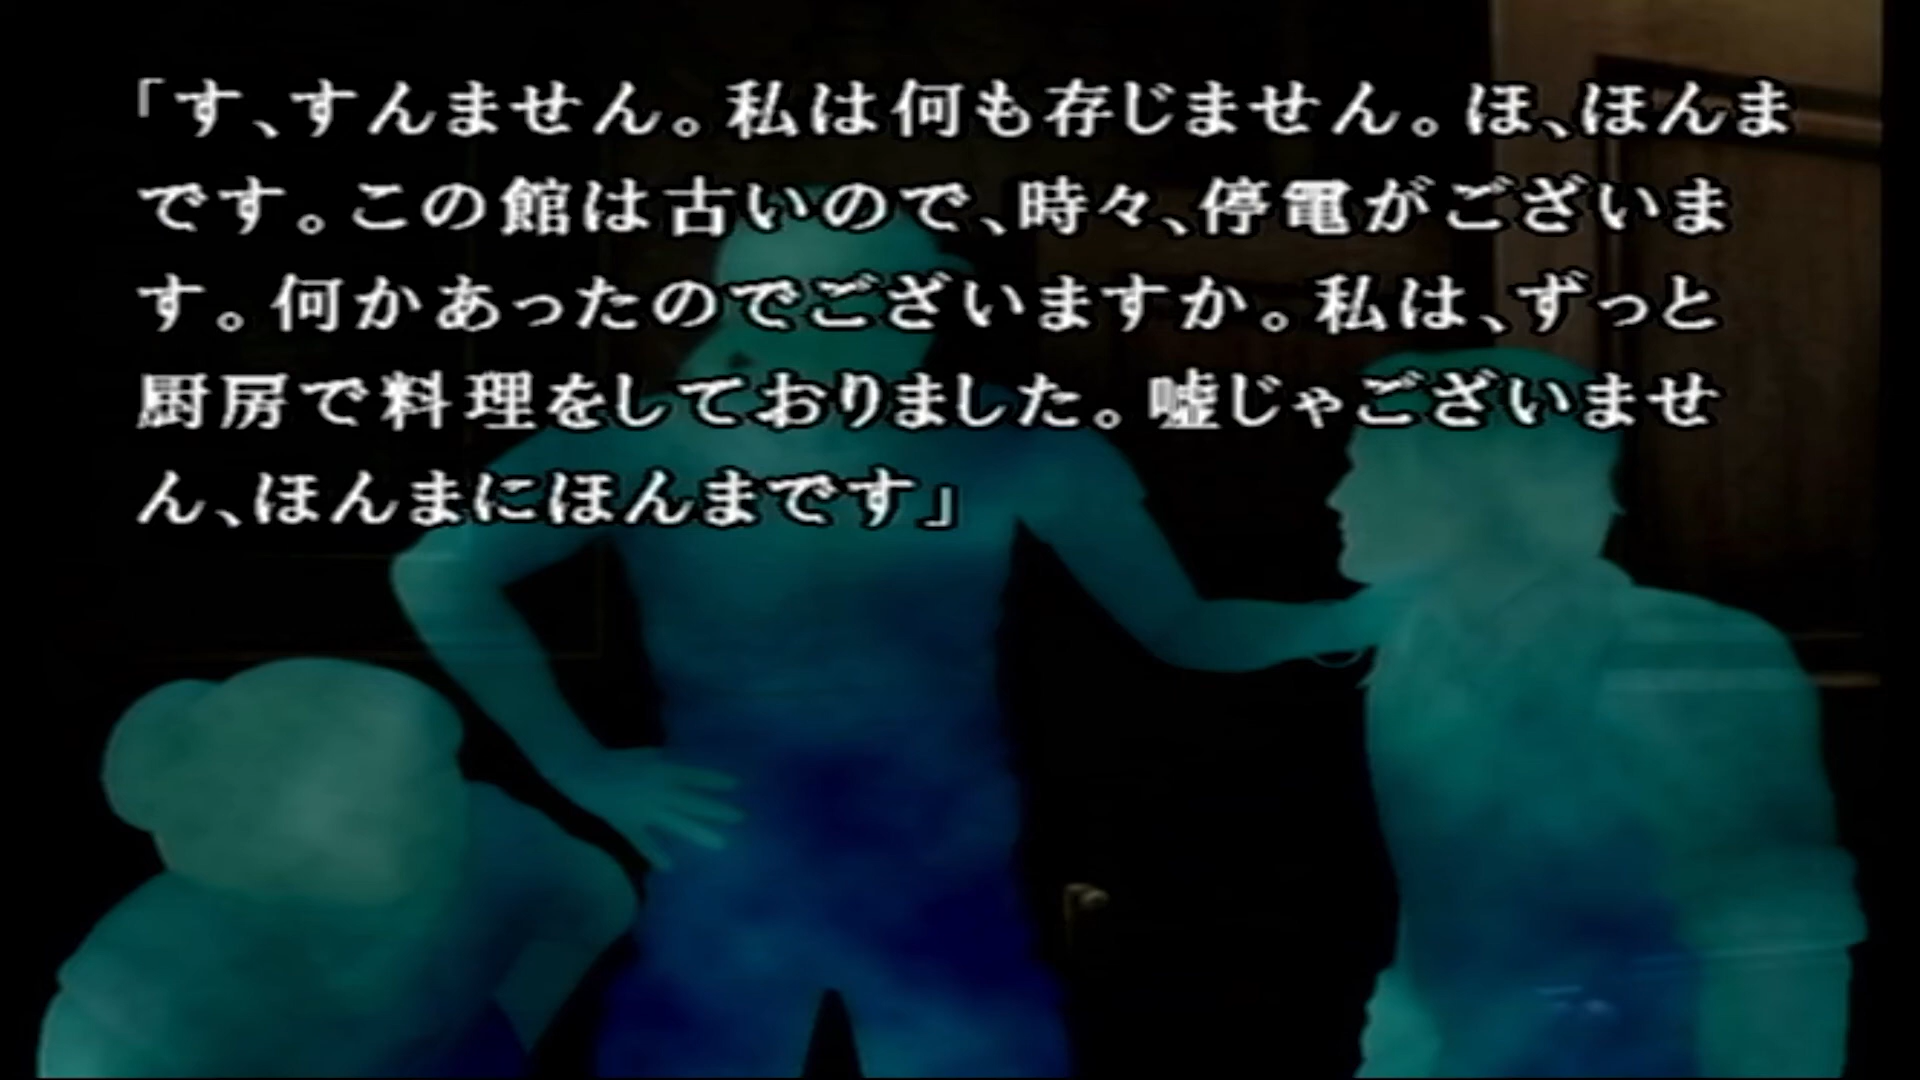 「す、すんません。私は何も存じません。ほ、ほんま
です。この館は古いので、時々、停電がございま
す。何かあったのでございますか。私は、ずっと
厨房で料理をしておりました。嘘じゃございませ
ん、ほんまにほんまです」